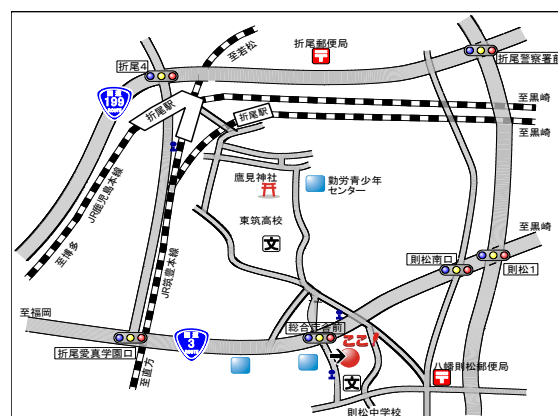 至若松
折尾郵便局
折尾4
折尾警察署前
199
折尾駅
折尾駅
至黒崎
至黒崎
鷹見神社
勤労青少年
センター
JR鹿児島本線
至博多
東筑高校
文
JR筑豊本線
至黒崎
則松南口
則松1
至福岡
3
総合庁舎前
ここ
折尾愛真学園口
至直方
八幡則松郵便局
文
則松中学校